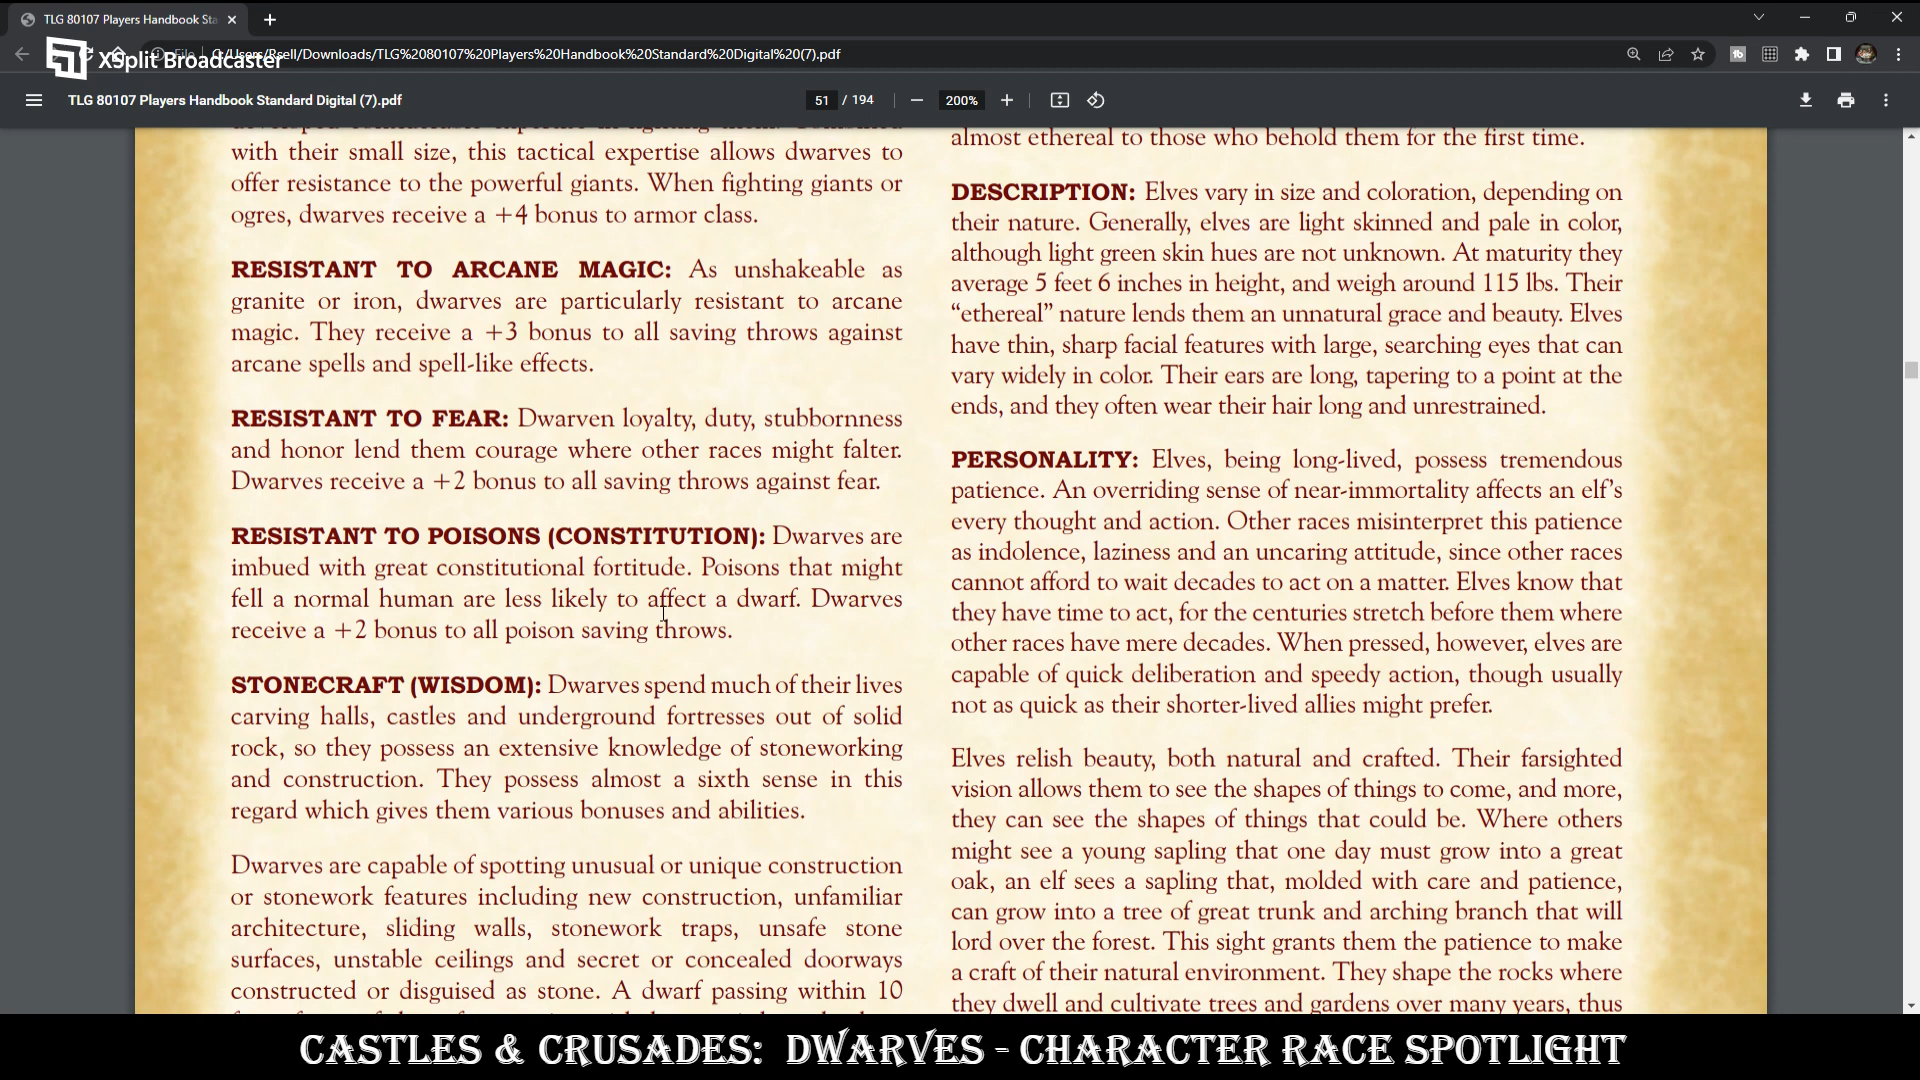 TLG 80107 Players Handbook Sta
XSplit Broadcaster
File
C:/Users/Rsell/Downloads/TLG%2080107%20Players%20Handbook%20Standard%20Digital%20(7).pdf
TLG 80107 Players Handbook Standard Digital (7).pdf
51 / 194
200%
with their small size, this tactical expertise allows dwarves to
offer resistance to the powerful giants. When fighting giants or
ogres, dwarves receive a +4 bonus to armor class.
RESISTANT TO ARCANE MAGIC: As unshakeable as
granite or iron, dwarves are particularly resistant to arcane
magic. They receive a +3 bonus to all saving throws against
arcane spells and spell-like effects.
RESISTANT TO FEAR: Dwarven loyalty, duty, stubbornness
and honor lend them courage where other races might falter.
Dwarves receive a +2 bonus to all saving throws against fear.
RESISTANT TO POISONS (CONSTITUTION): Dwarves are
imbued with great constitutional fortitude. Poisons that might
fell a normal human are less likely to affect a dwarf. Dwarves
receive a +2 bonus to all poison saving throws.
STONECRAFT (WISDOM): Dwarves spend much of their lives
carving halls, castles and underground fortresses out of solid
rock, so they possess an extensive knowledge of stoneworking
and construction. They possess almost a sixth sense in this
regard which gives them various bonuses and abilities.
Dwarves are capable of spotting unusual or unique construction
or stonework features including new construction, unfamiliar
architecture, sliding walls, stonework traps, unsafe stone
surfaces, unstable ceilings and secret or concealed doorways
constructed or disguised as stone. A dwarf passing within 10
almost ethereal to those who behold them for the first time.
DESCRIPTION: Elves vary in size and coloration, depending on
their nature. Generally, elves are light skinned and pale in color,
although light green skin hues are not unknown. At maturity they
average 5 feet 6 inches in height, and weigh around 115 lbs. Their
“ethereal” nature lends them an unnatural grace and beauty. Elves
have thin, sharp facial features with large, searching eyes that can
vary widely in color. Their ears are long, tapering to a point at the
ends, and they often wear their hair long and unrestrained.
PERSONALITY: Elves, being long-lived, possess tremendous
patience. An overriding sense of near-immortality affects an elf’s
every thought and action. Other races misinterpret this patience
as indolence, laziness and an uncaring attitude, since other races
cannot afford to wait decades to act on a matter. Elves know that
they have time to act, for the centuries stretch before them where
other races have mere decades. When pressed, however, elves are
capable of quick deliberation and speedy action, though usually
not as quick as their shorter-lived allies might prefer.
Elves relish beauty, both natural and crafted. Their farsighted
vision allows them to see the shapes of things to come, and more,
they can see the shapes of things that could be. Where others
might see a young sapling that one day must grow into a great
oak, an elf sees a sapling that, molded with care and patience,
can grow into a tree of great trunk and arching branch that will
lord over the forest. This sight grants them the patience to make
a craft of their natural environment. They shape the rocks where
they dwell and cultivate trees and gardens over many years, thus
CASTLES & CRUSADES: DWARVES - CHARACTER RACE SPOTLIGHT